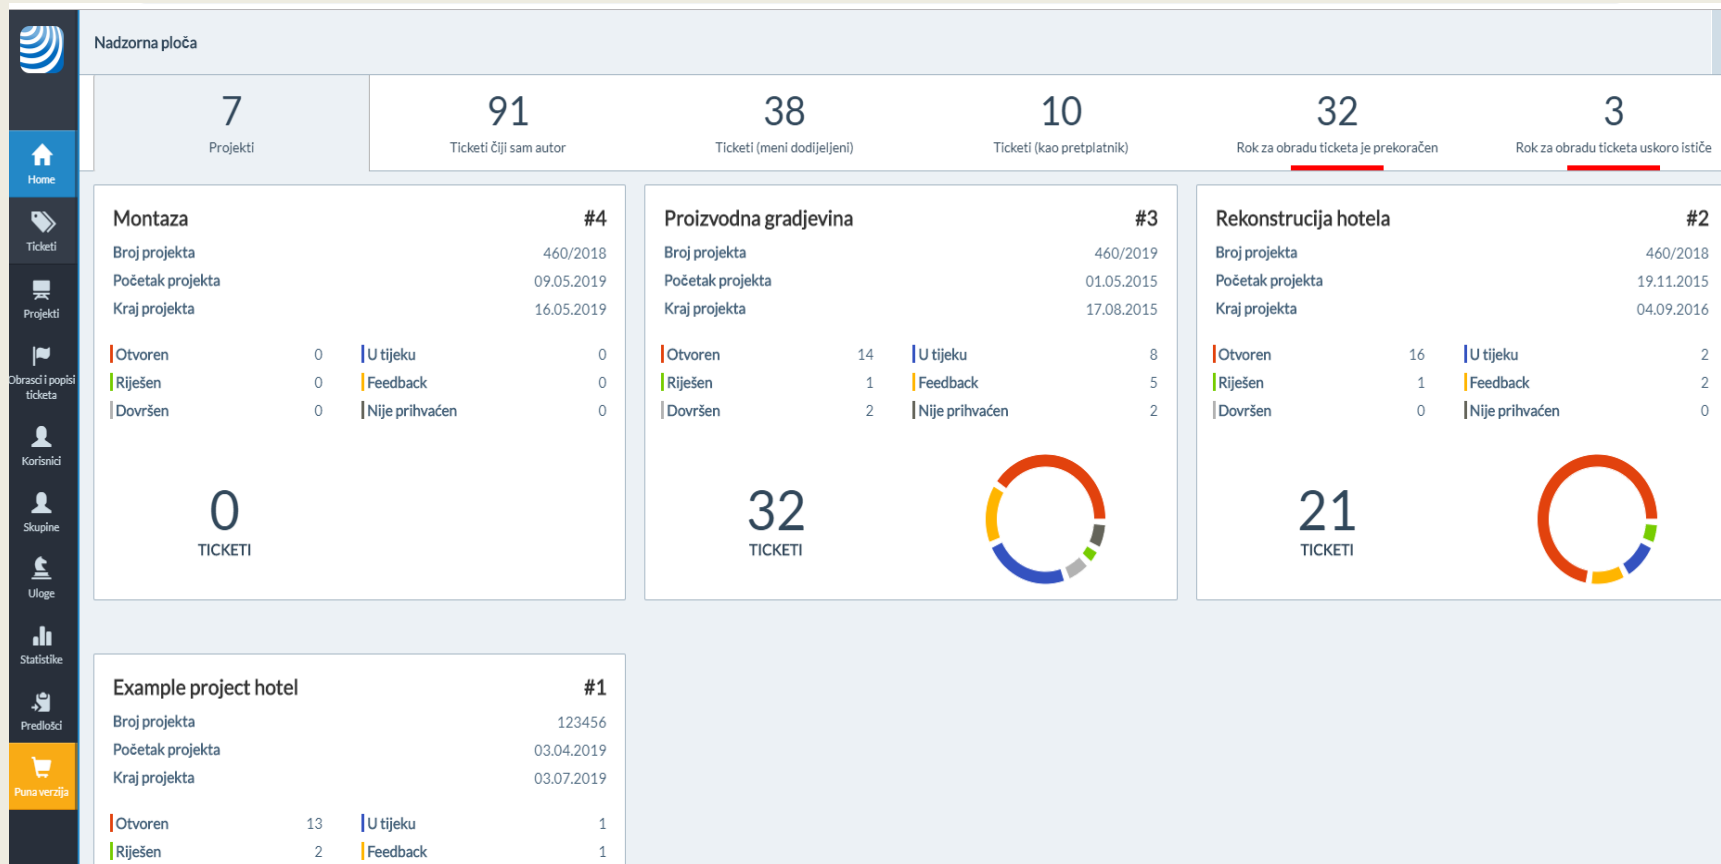 Nadzorna ploča
7
Projekti
91
Ticketi čiji sam autor
38
Ticketi (meni dodijeljeni)
10
Ticketi (kao pretplatnik)
32
Rok za obradu ticketa je prekoračen
3
Rok za obradu ticketa uskoro ističe
Home
Ticketi
Projekti
Obrasci i popisi
ticketa
Korisnici
Skupine
Uloge
Statistike
Predlošci
Puna verzija
Montaza #4
Broj projekta 460/2018
Početak projekta 09.05.2019
Kraj projekta 16.05.2019
Otvoren 0 U tijeku 0
Riješen 0 Feedback 0
Dovršen 0 Nije prihvaćen 0
0
TICKETI
Proizvodna gradjevina #3
Broj projekta 460/2019
Početak projekta 01.05.2015
Kraj projekta 17.08.2015
Otvoren 14 U tijeku 8
Riješen 1 Feedback 5
Dovršen 2 Nije prihvaćen 2
32
TICKETI
Rekonstrucija hotela #2
Broj projekta 460/2018
Početak projekta 19.11.2015
Kraj projekta 04.09.2016
Otvoren 16 U tijeku 2
Riješen 1 Feedback 2
Dovršen 0 Nije prihvaćen 0
21
TICKETI
Example project hotel #1
Broj projekta 123456
Početak projekta 03.04.2019
Kraj projekta 03.07.2019
Otvoren 13 U tijeku 1
Riješen 2 Feedback 1